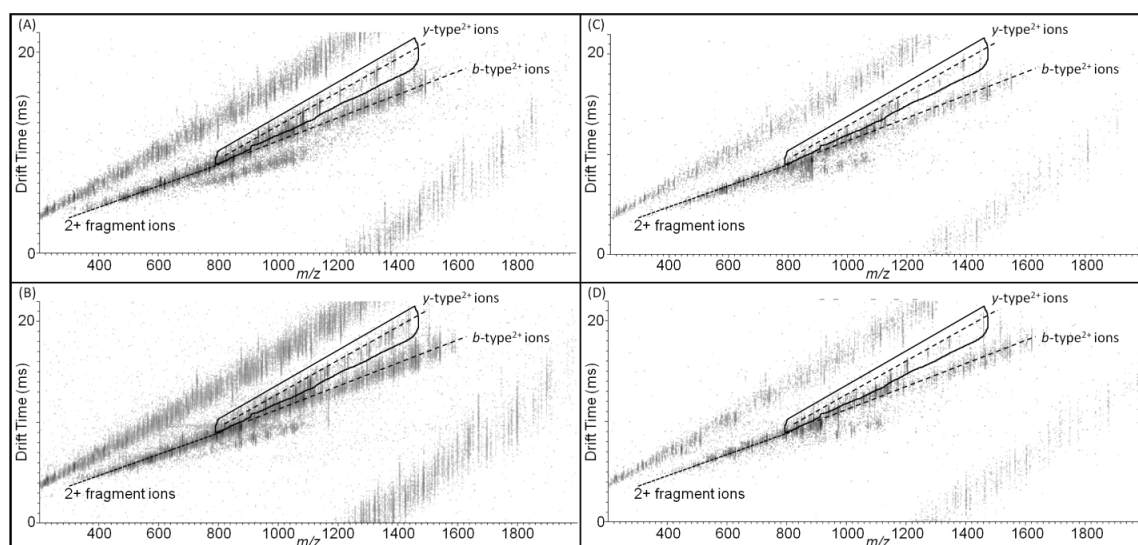 (A)
20
Drift Time (ms)
0
y-type2+ ions
b-type2+ ions
2+ fragment ions
400 600 800 1000 1200 1400 1600 1800
m/z
(C)
20
Drift Time (ms)
0
y-type2+ ions
b-type2+ ions
2+ fragment ions
400 600 800 1000 1200 1400 1600 1800
m/z
(B)
20
Drift Time (ms)
0
y-type2+ ions
b-type2+ ions
2+ fragment ions
400 600 800 1000 1200 1400 1600 1800
m/z
(D)
20
Drift Time (ms)
0
y-type2+ ions
b-type2+ ions
2+ fragment ions
400 600 800 1000 1200 1400 1600 1800
m/z